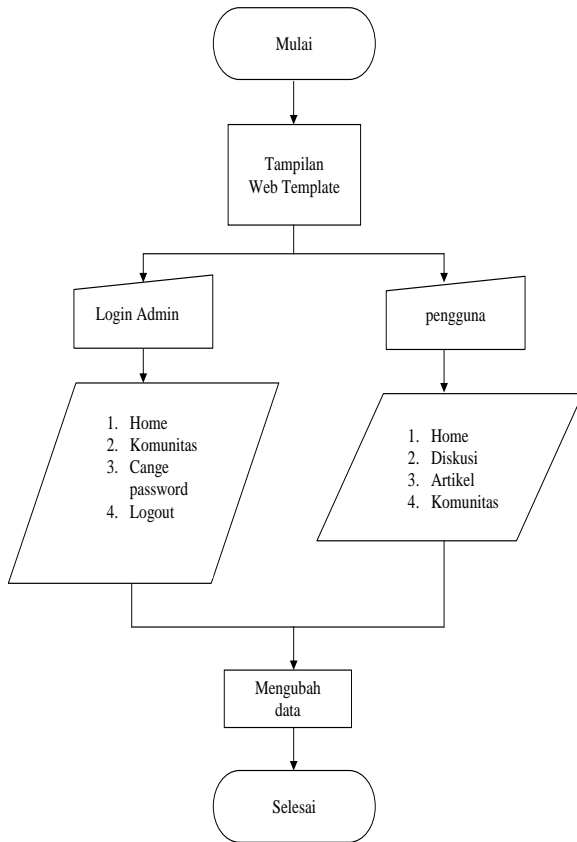 Mulai
Tampilan
Web Template
Login Admin
pengguna
1. Home
2. Komunitas
3. Cange
password
4. Logout
1. Home
2. Diskusi
3. Artikel
4. Komunitas
Mengubah
data
Selesai